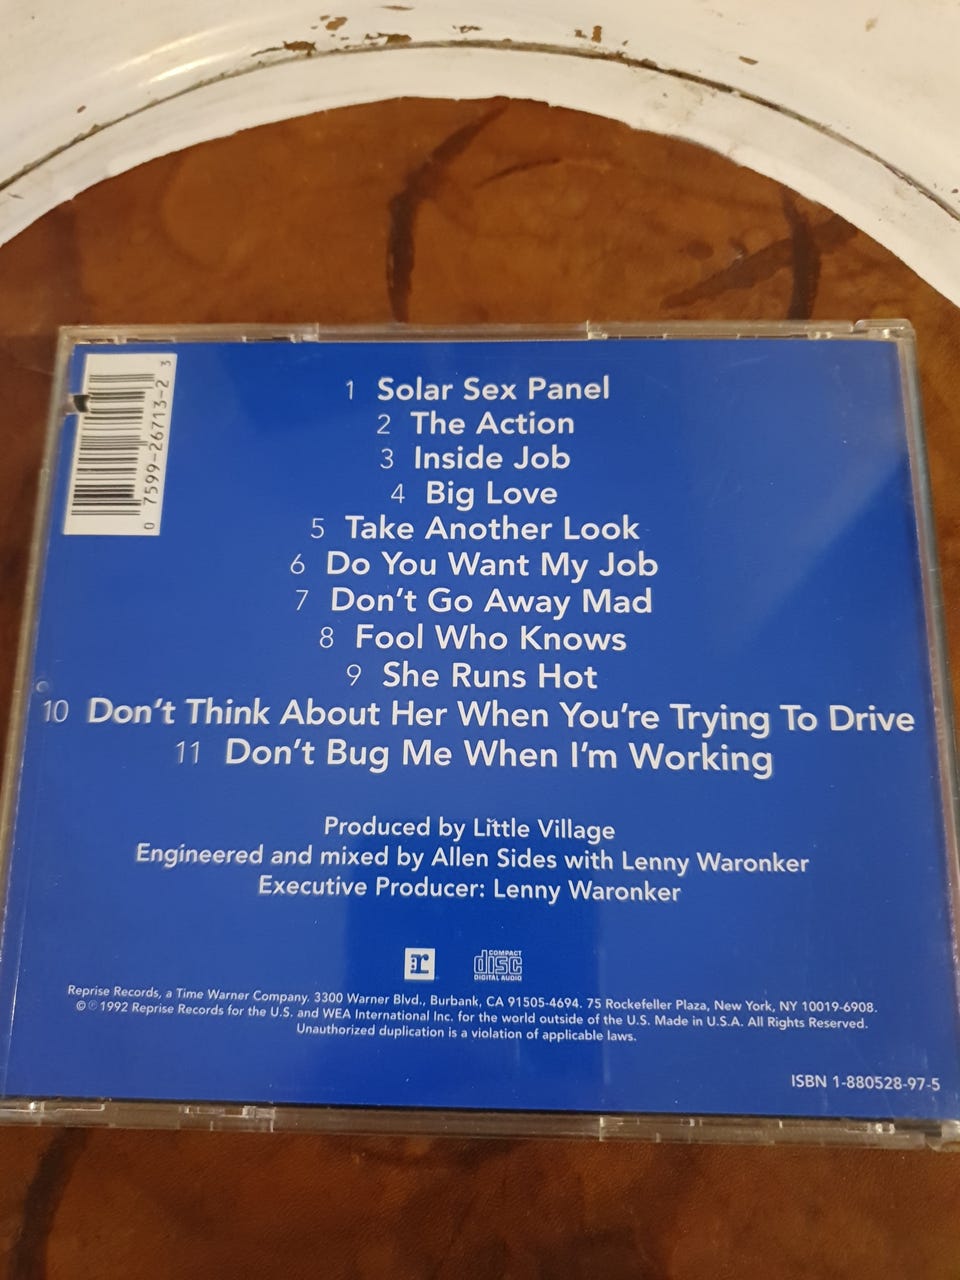 0 7599-26713-2 3
1 Solar Sex Panel
2 The Action
3 Inside Job
4 Big Love
5 Take Another Look
6 Do You Want My Job
7 Don't Go Away Mad
8 Fool Who Knows
9 She Runs Hot
10 Don't Think About Her When You're Trying To Drive
11 Don't Bug Me When I'm Working
Produced by Little Village
Engineered and mixed by Allen Sides with Lenny Waronker
Executive Producer: Lenny Waronker
r
COMPACT
disc
DIGITAL AUDIO
Reprise Records, a Time Warner Company. 3300 Warner Blvd., Burbank, CA 91505-4694. 75 Rockefeller Plaza, New York, NY 10019-6908.
©℗1992 Reprise Records for the U.S. and WEA International Inc. for the world outside of the U.S. Made in U.S.A. All Rights Reserved.
Unauthorized duplication is a violation of applicable laws.
ISBN 1-880528-97-5